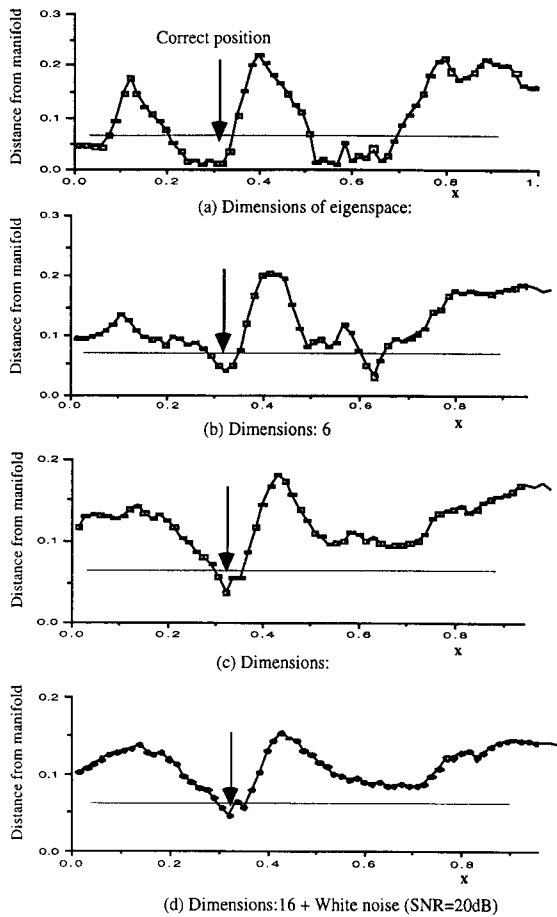 0.3
Correct position
0.2
0.1
0.0
0.0 0.2 0.4 0.6 0.8 1.
Distance from manifold
x
(a) Dimensions of eigenspace:
0.3
0.2
0.1
0.0
0.0 0.2 0.4 0.6 0.8
Distance from manifold
x
(b) Dimensions: 6
0.2
0.1
0.0
0.0 0.2 0.4 0.6 0.8
Distance from manifold
x
(c) Dimensions:
0.2
0.1
0.0
0.0 0.2 0.4 0.6 0.8
Distance from manifold
x
(d) Dimensions:16 + White noise (SNR=20dB)